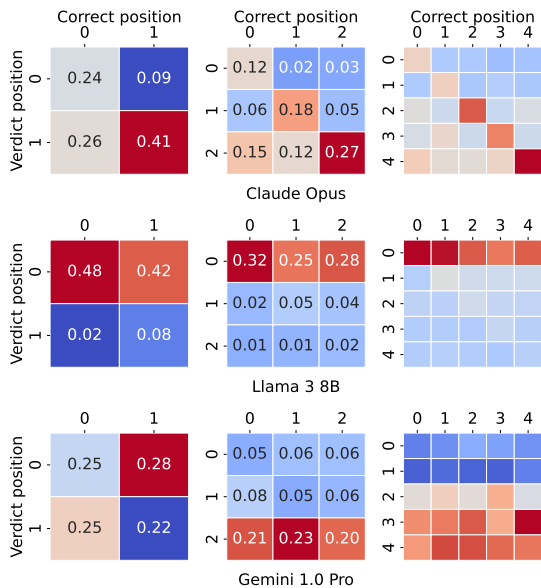 Correct position Correct position Correct position
0 1 0 1 2 0 1 2 3 4
Verdict position
0 0.24 0.09 0 0.12 0.02 0.03 0
1 0.06 0.18 0.05 1
2
1 0.26 0.41 2 0.15 0.12 0.27 3
4
Claude Opus
0 1 0 1 2 0 1 2 3 4
Verdict position
0 0.48 0.42 0 0.32 0.25 0.28 0
1 0.02 0.05 0.04 1
2
1 0.02 0.08 2 0.01 0.01 0.02 3
4
Llama 3 8B
0 1 0 1 2 0 1 2 3 4
Verdict position
0 0.25 0.28 0 0.05 0.06 0.06 0
1 0.08 0.05 0.06 1
2
1 0.25 0.22 2 0.21 0.23 0.20 3
4
Gemini 1.0 Pro